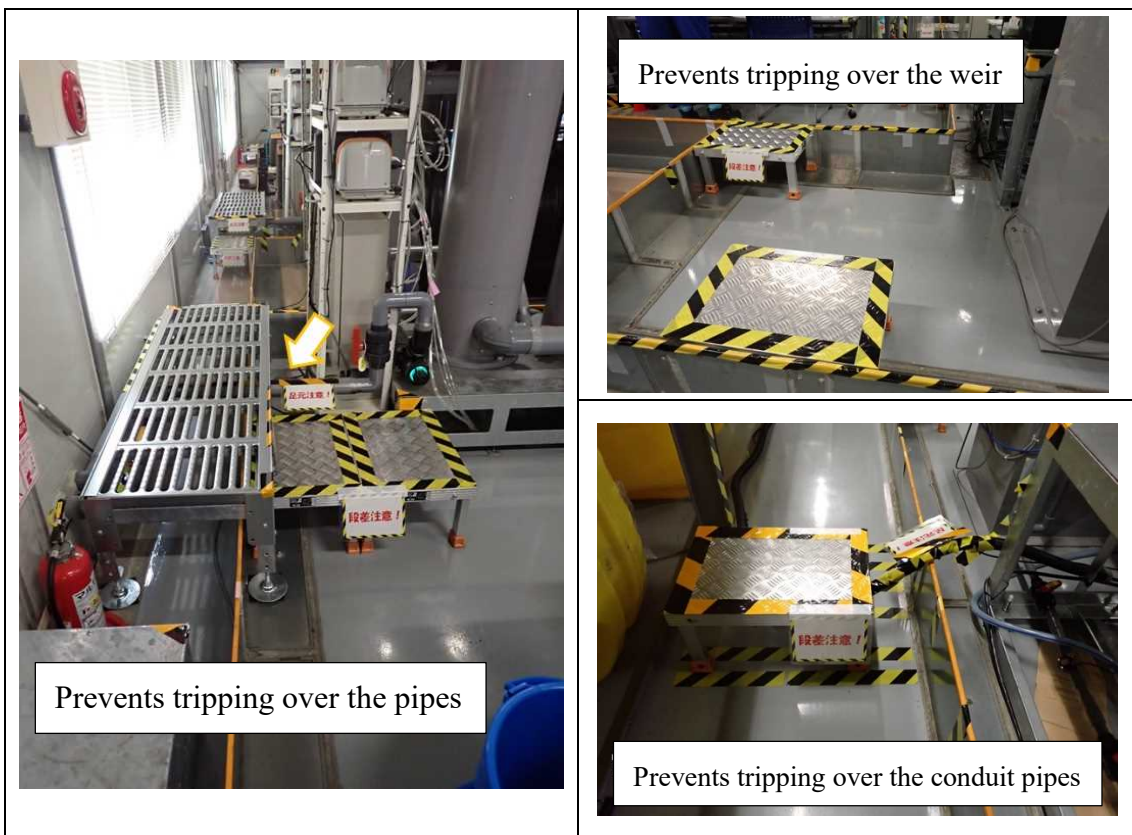 足元注意！
段差注意！
Prevents tripping over the pipes
Prevents tripping over the weir
段差注意！
段差注意！
Prevents tripping over the conduit pipes